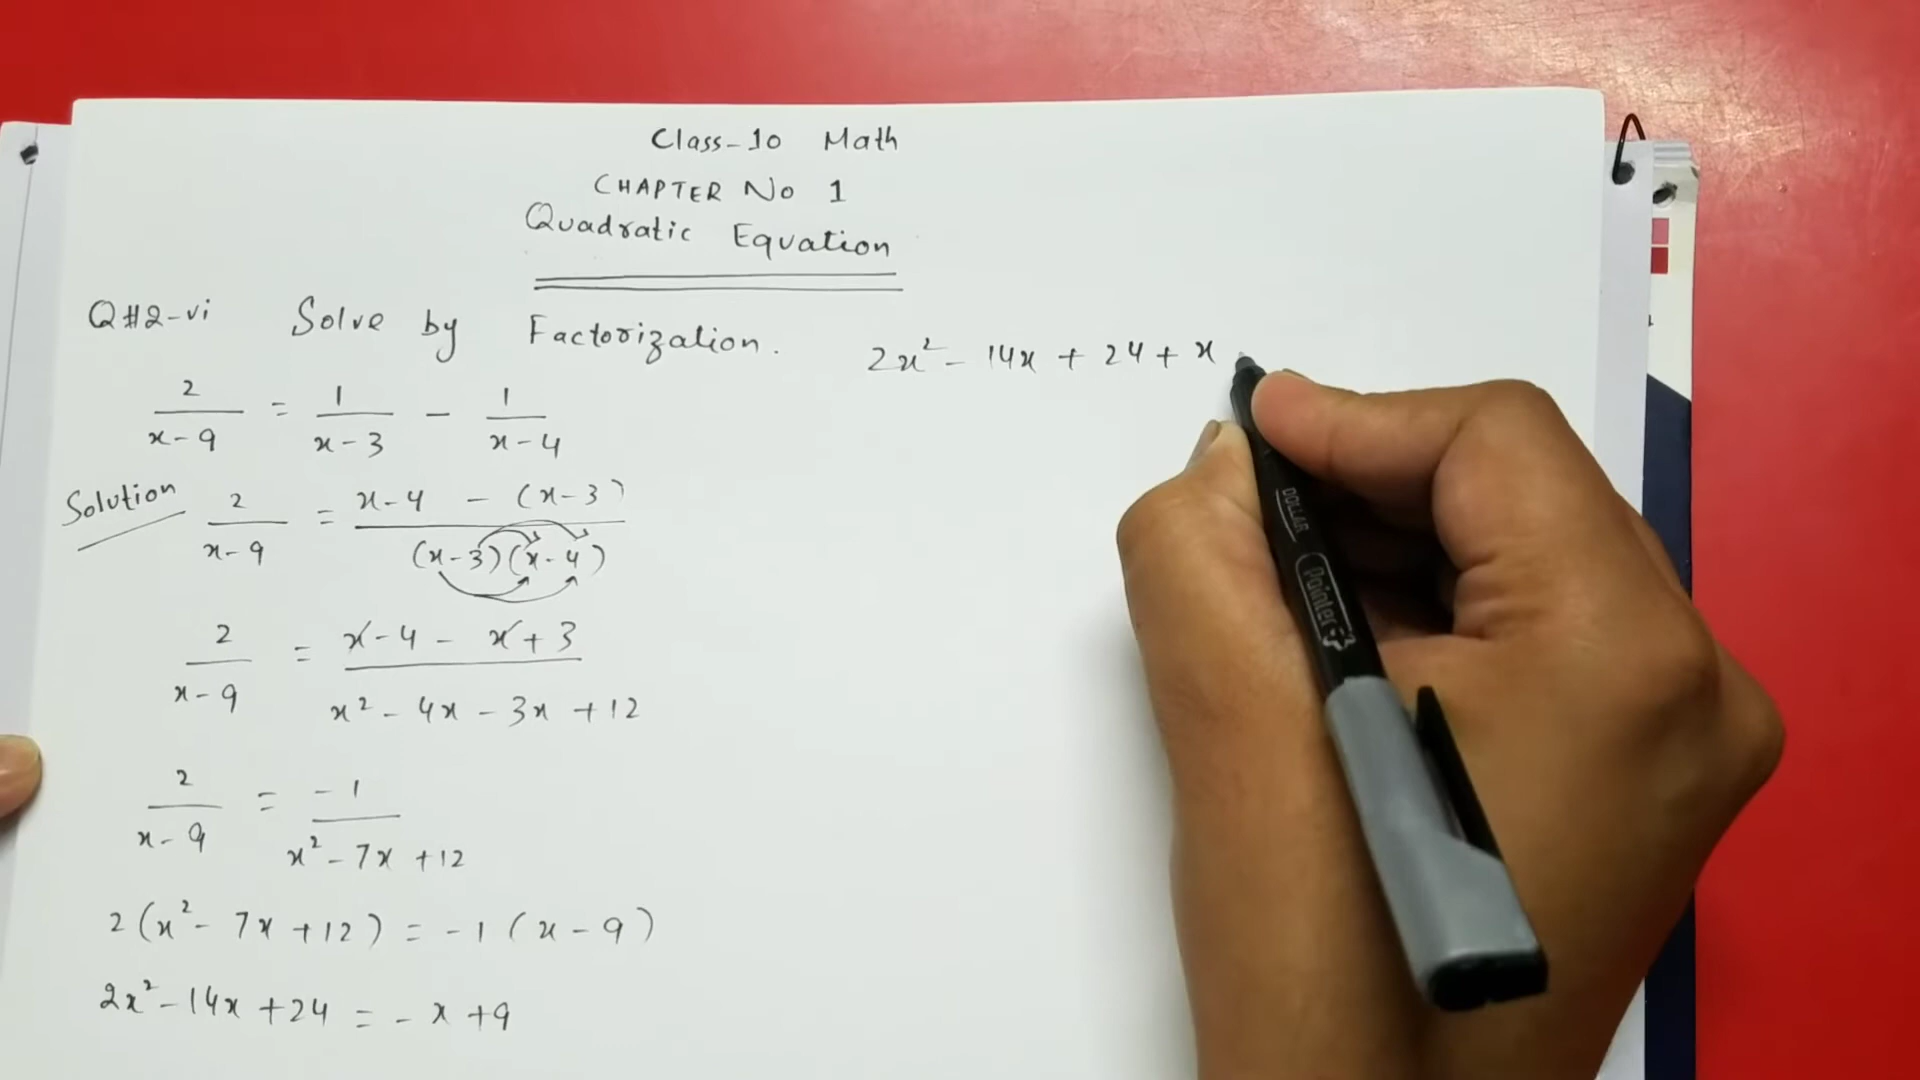 Class-10 Math
CHAPTER No 1
Quadratic Equation
Q#2-vi Solve by Factorization.
2/(x-9) = 1/(x-3) - 1/(x-4)
Solution 2/(x-9) = (x-4 - (x-3))/((x-3)(x-4))
2/(x-9) = (x-4 - x+3)/(x² - 4x - 3x + 12)
2/(x-9) = -1/(x² - 7x + 12)
2(x² - 7x + 12) = -1(x - 9)
2x² - 14x + 24 = - x + 9
2x² - 14x + 24 + x
DOLLAR
Pointer